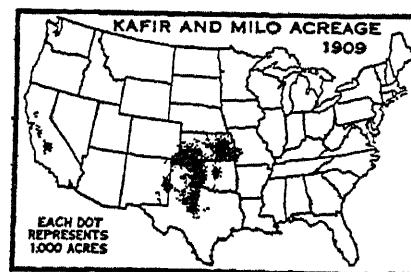 KAFIR AND MILO ACREAGE
1909
EACH DOT
REPRESENTS
1,000 ACRES